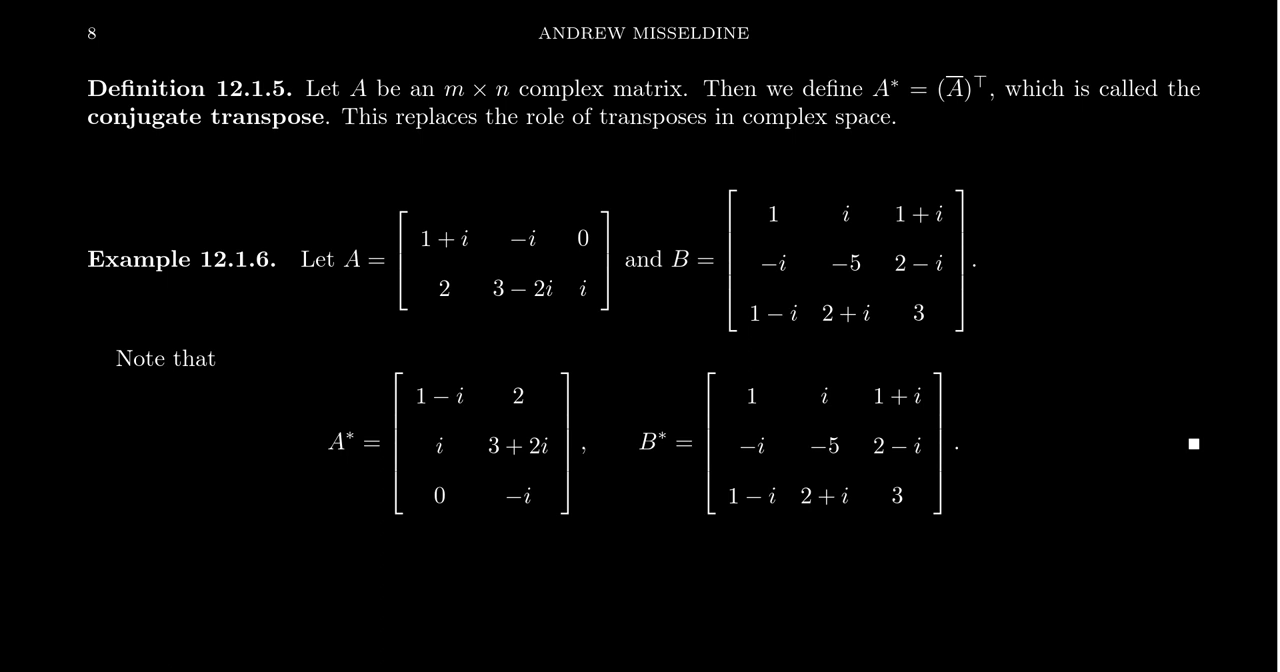 8 ANDREW MISSELDINE
Definition 12.1.5. Let A be an m × n complex matrix. Then we define A* = (A̅)⊤, which is called the
conjugate transpose. This replaces the role of transposes in complex space.
Example 12.1.6. Let A = [ 1 + i −i 0 ; 2 3 − 2i i ] and B = [ 1 i 1 + i ; −i −5 2 − i ; 1 − i 2 + i 3 ].
Note that
A* = [ 1 − i 2 ; i 3 + 2i ; 0 −i ], B* = [ 1 i 1 + i ; −i −5 2 − i ; 1 − i 2 + i 3 ]. ■